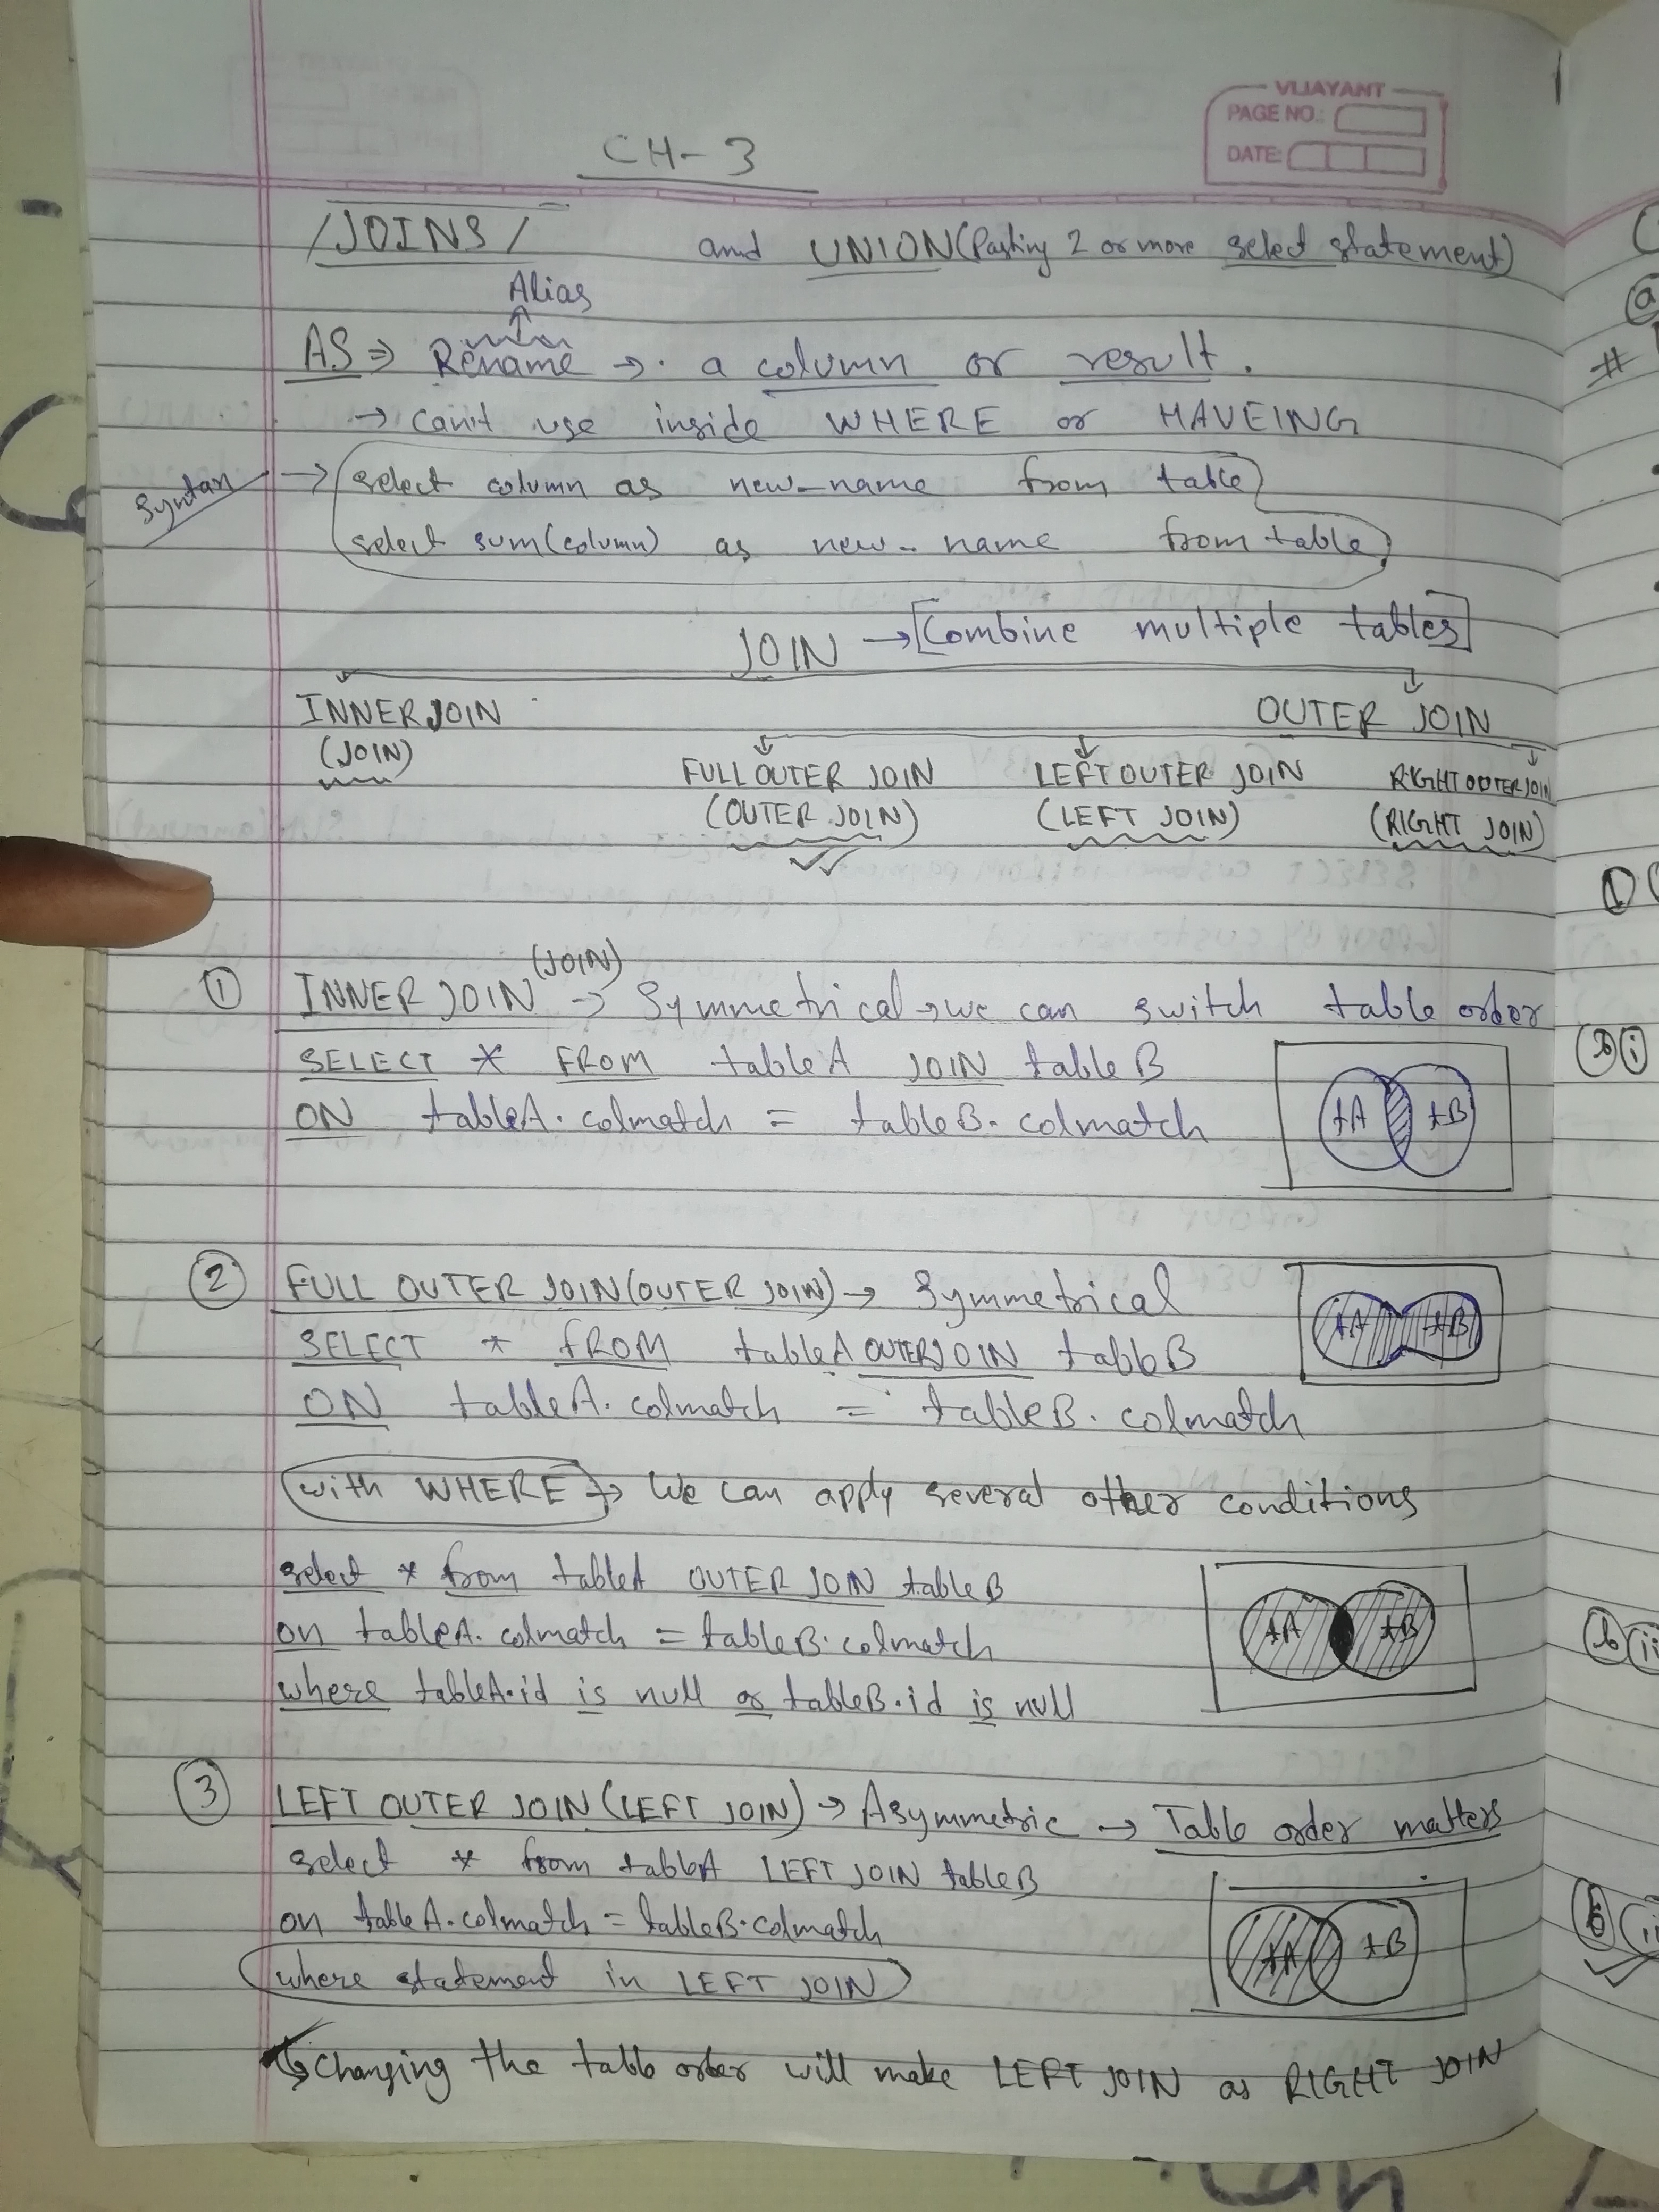 VIJAYANT
PAGE NO.:
DATE:
CH-3
JOINS and UNION (Pasting 2 or more select statement)
Alias
AS ⇒ Rename → a column or result.
→ can't use inside WHERE or HAVEING
Syntax → select column as new_name from table
select sum(column) as new_name from table
JOIN → [Combine multiple tables]
INNER JOIN OUTER JOIN
(JOIN)
FULL OUTER JOIN LEFT OUTER JOIN RIGHT OUTER JOIN
(OUTER JOIN) (LEFT JOIN) (RIGHT JOIN)
(JOIN)
① INNER JOIN → Symmetrical → we can switch table order
SELECT * FROM tableA JOIN tableB
ON tableA.colmatch = tableB.colmatch
tA tB
② FULL OUTER JOIN (OUTER JOIN) → Symmetrical
SELECT * FROM tableA OUTER JOIN tableB
tA tB
ON tableA.colmatch = tableB.colmatch
with WHERE → We can apply several other conditions
select * from tableA OUTER JOIN tableB
on tableA.colmatch = tableB.colmatch
tA tB
where tableA.id is null or tableB.id is null
③ LEFT OUTER JOIN (LEFT JOIN) → Asymmetric → Table order matters
select * from tableA LEFT JOIN tableB
on tableA.colmatch = tableB.colmatch
tA tB
where statement in LEFT JOIN
↳ Changing the table order will make LEFT JOIN as RIGHT JOIN